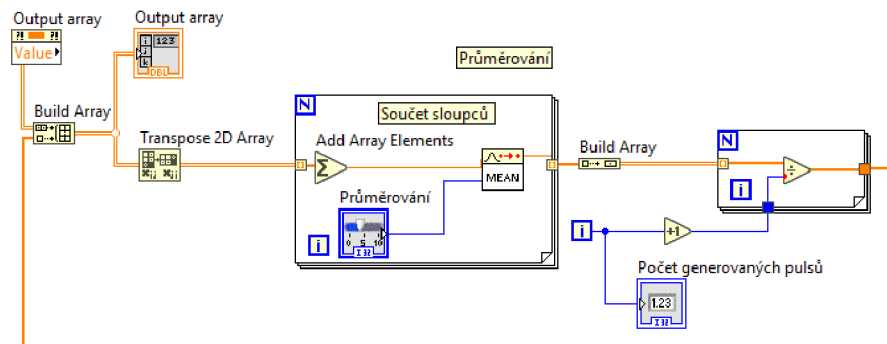 Output array
Output array
?! ?!
Value
i 123
j
k
DBL
Průměrování
Build Array
N
Součet sloupců
N
Transpose 2D Array
Add Array Elements
Build Array
Σ
MEAN
÷
Průměrování
i
i
0 5 10
I32
i
+1
Počet generovaných pulsů
1.23
I32